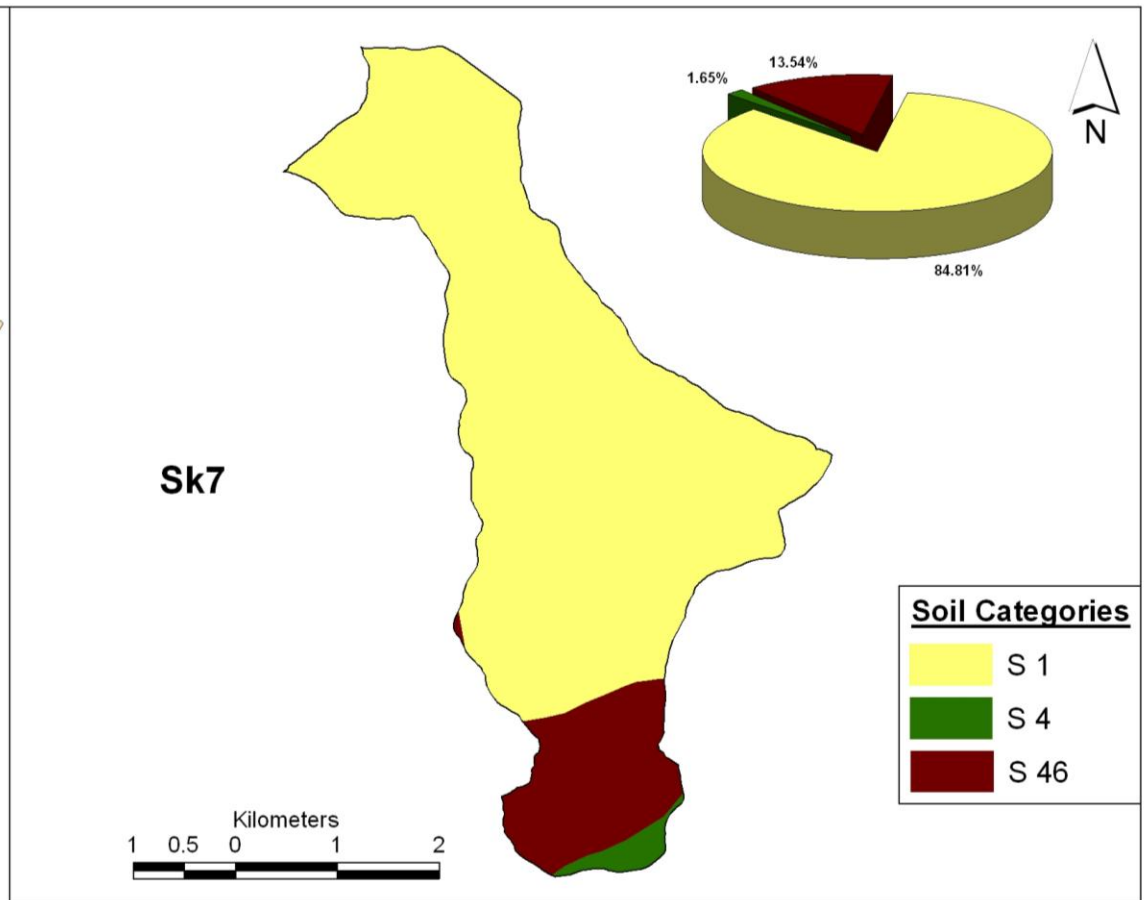 13.54%
1.65%
N
84.81%
Sk7
Soil Categories
S 1
S 4
S 46
Kilometers
1 0.5 0 1 2